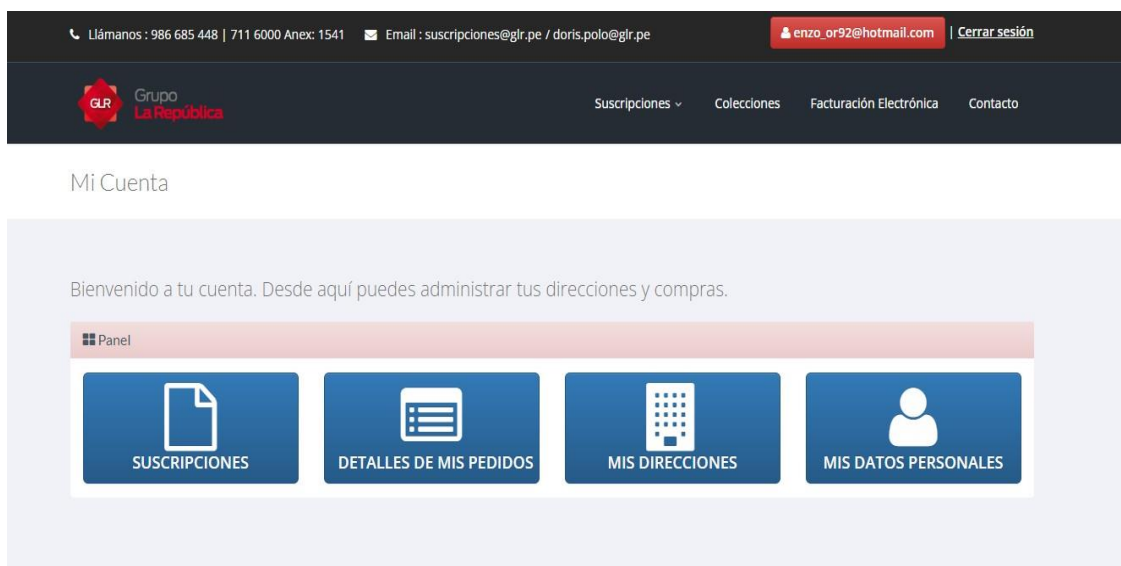 Llámanos : 986 685 448 | 711 6000 Anex: 1541 Email : suscripciones@glr.pe / doris.polo@glr.pe enzo_or92@hotmail.com | Cerrar sesión
GLR Grupo
La República
Suscripciones Colecciones Facturación Electrónica Contacto
Mi Cuenta
Bienvenido a tu cuenta. Desde aquí puedes administrar tus direcciones y compras.
Panel
SUSCRIPCIONES DETALLES DE MIS PEDIDOS MIS DIRECCIONES MIS DATOS PERSONALES